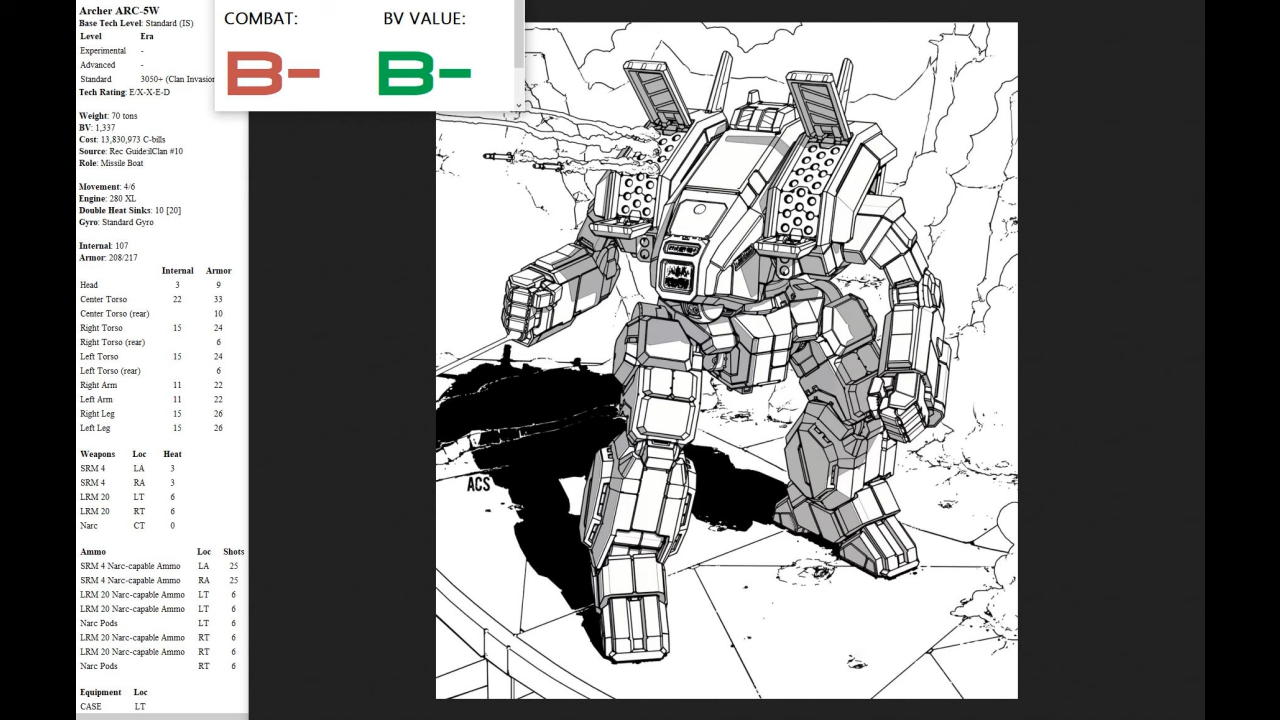 Archer ARC-5W
Base Tech Level: Standard (IS)
Level Era
Experimental -
Advanced -
Standard 3050+ (Clan Invasion
Tech Rating: E/X-X-E-D
COMBAT: BV VALUE:
B- B-
Weight: 70 tons
BV: 1,337
Cost: 13,830,973 C-bills
Source: Rec Guide:ilClan #10
Role: Missile Boat
Movement: 4/6
Engine: 280 XL
Double Heat Sinks: 10 [20]
Gyro: Standard Gyro
Internal: 107
Armor: 208/217
Internal Armor
Head 3 9
Center Torso 22 33
Center Torso (rear) 10
Right Torso 15 24
Right Torso (rear) 6
Left Torso 15 24
Left Torso (rear) 6
Right Arm 11 22
Left Arm 11 22
Right Leg 15 26
Left Leg 15 26
Weapons Loc Heat
SRM 4 LA 3
SRM 4 RA 3
LRM 20 LT 6
LRM 20 RT 6
Narc CT 0
Ammo Loc Shots
SRM 4 Narc-capable Ammo LA 25
SRM 4 Narc-capable Ammo RA 25
LRM 20 Narc-capable Ammo LT 6
LRM 20 Narc-capable Ammo LT 6
Narc Pods LT 6
LRM 20 Narc-capable Ammo RT 6
LRM 20 Narc-capable Ammo RT 6
Narc Pods RT 6
Equipment Loc
CASE LT
ACS